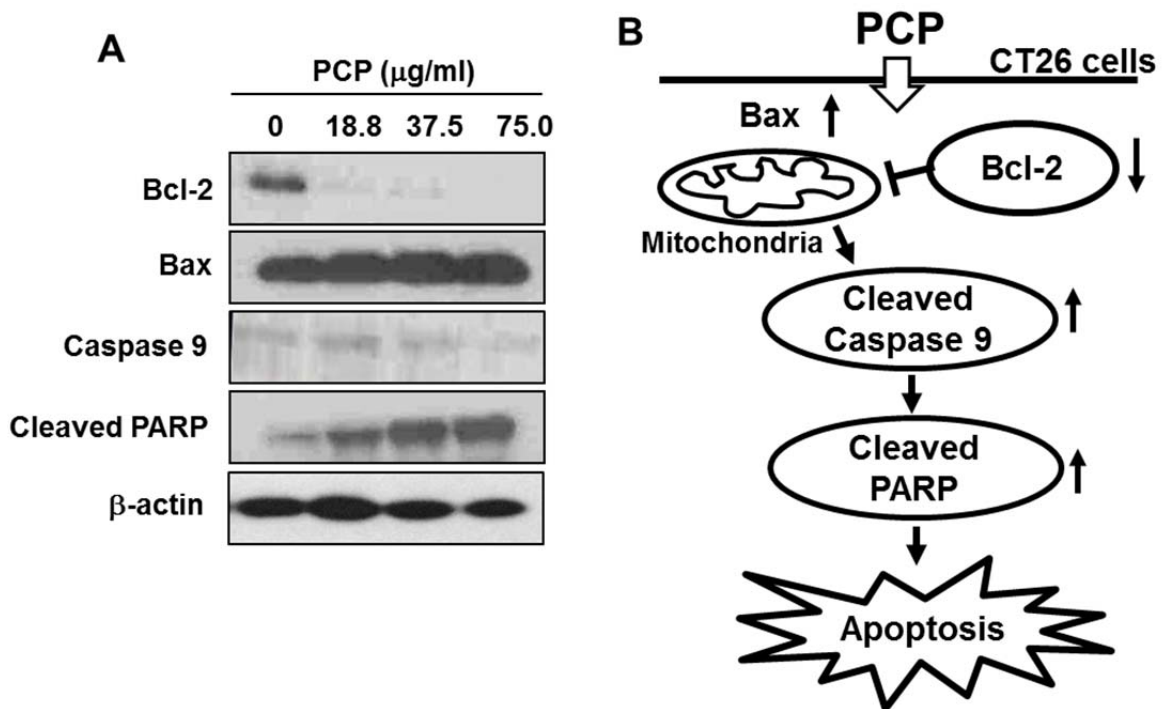 A
PCP (μg/ml)
0 18.8 37.5 75.0
Bcl-2
Bax
Caspase 9
Cleaved PARP
β-actin
B
PCP
CT26 cells
Bax
Bcl-2
Mitochondria
Cleaved
Caspase 9
Cleaved
PARP
Apoptosis